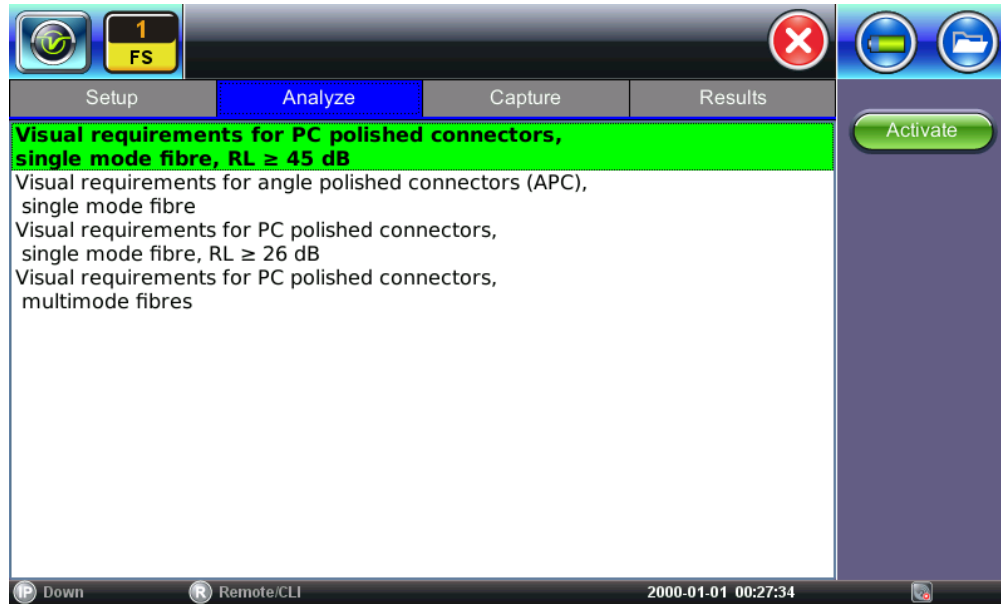 1
FS
Setup Analyze Capture Results
Visual requirements for PC polished connectors,
single mode fibre, RL ≥ 45 dB
Visual requirements for angle polished connectors (APC),
single mode fibre
Visual requirements for PC polished connectors,
single mode fibre, RL ≥ 26 dB
Visual requirements for PC polished connectors,
multimode fibres
Activate
IP Down R Remote/CLI 2000-01-01 00:27:34